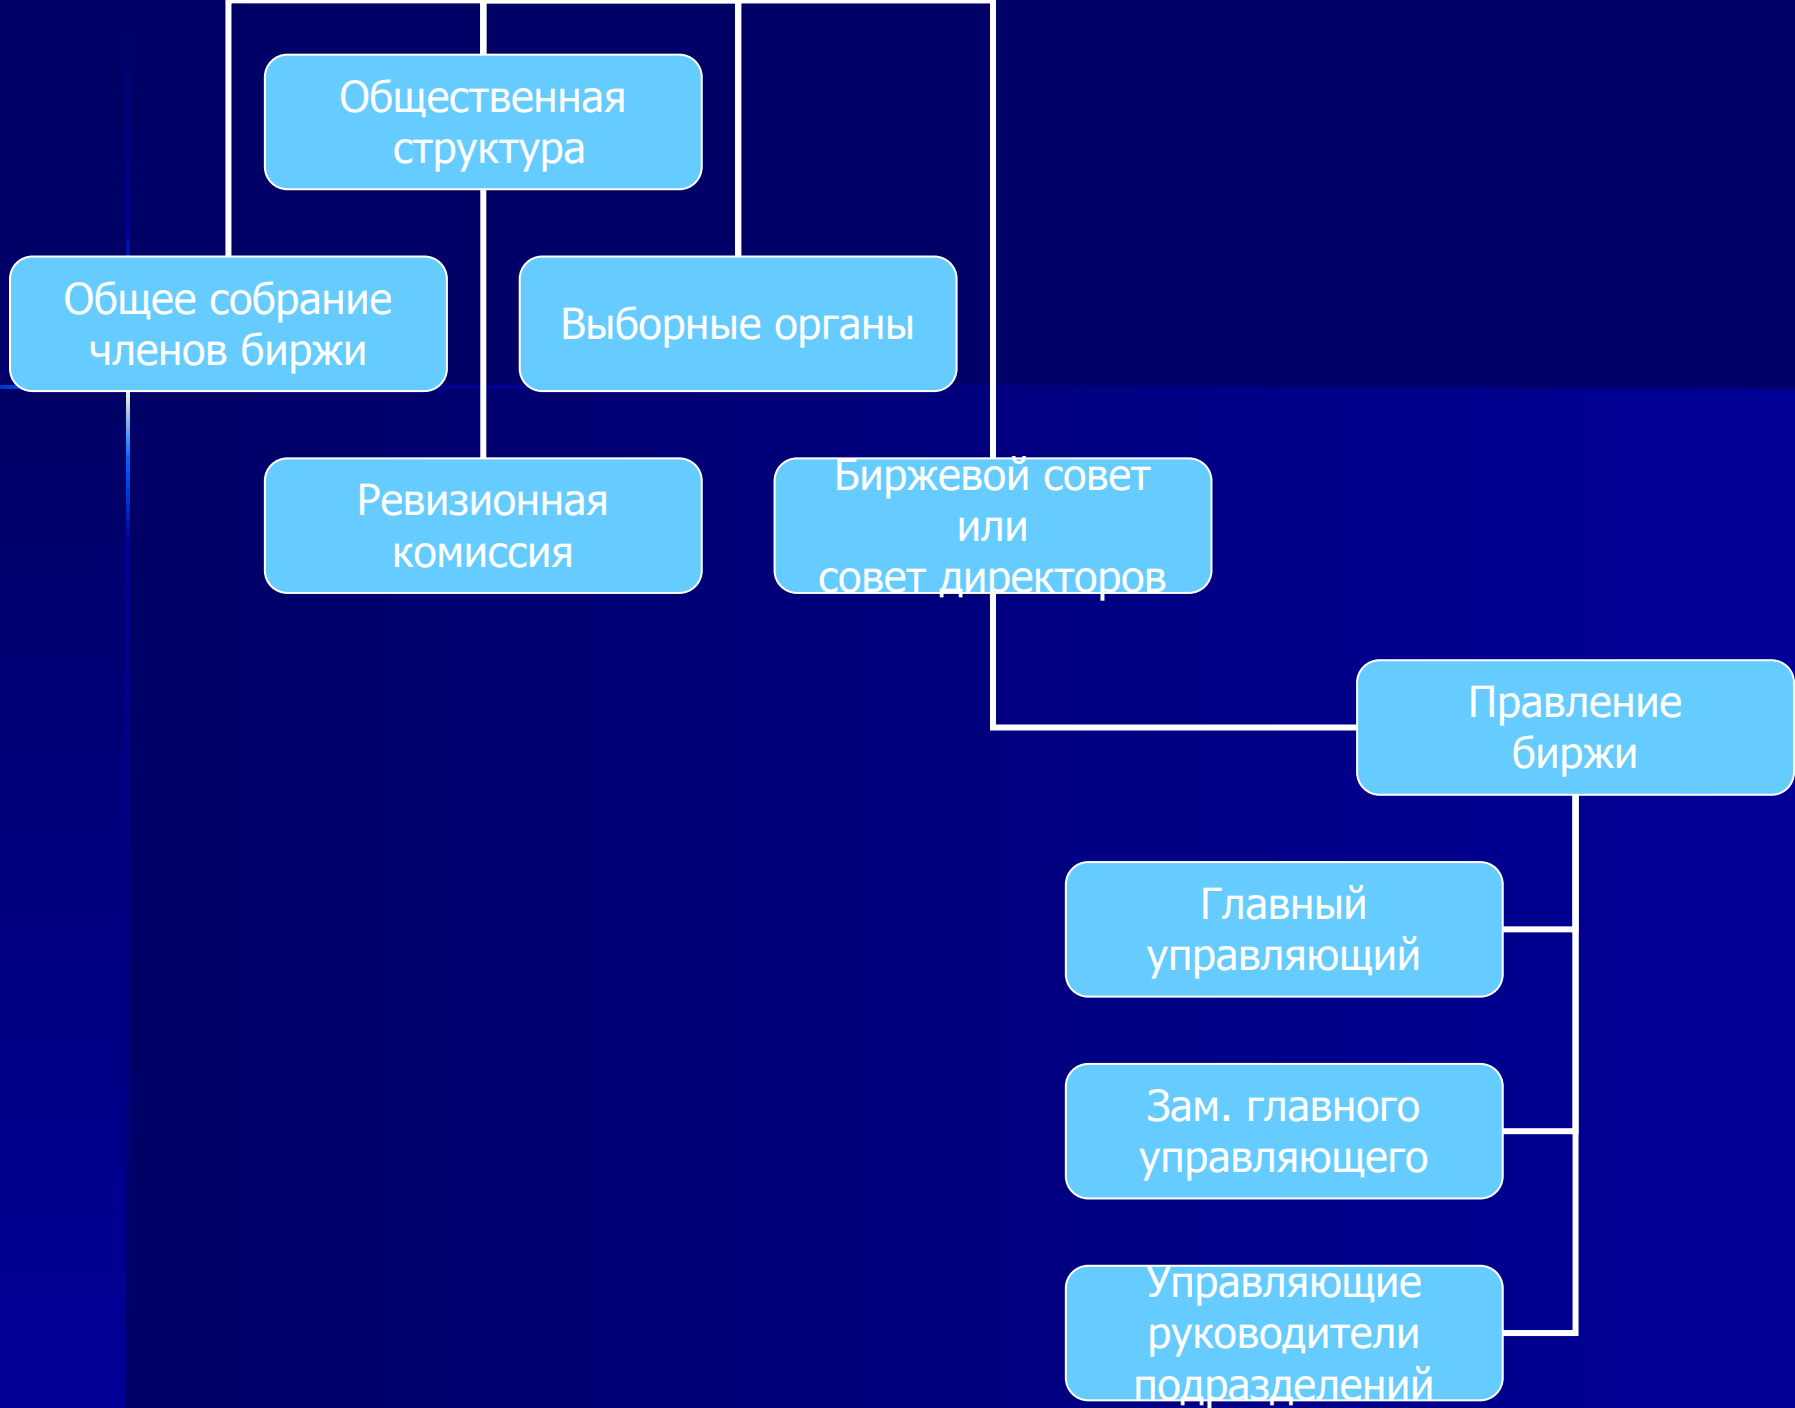 Общественная
структура
Общее собрание
членов биржи
Выборные органы
Ревизионная
комиссия
Биржевой совет
или
совет директоров
Правление
биржи
Главный
управляющий
Зам. главного
управляющего
Управляющие
руководители
подразделений